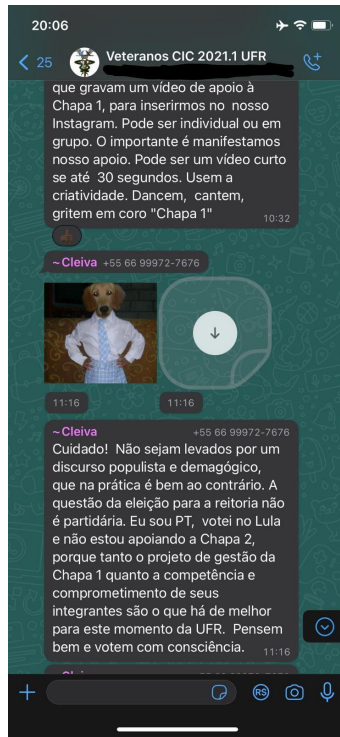 20:06
25
Veteranos CIC 2021.1 UFR
que gravam um vídeo de apoio à
Chapa 1, para inserirmos no nosso
Instagram. Pode ser individual ou em
grupo. O importante é manifestamos
nosso apoio. Pode ser um vídeo curto
se até 30 segundos. Usem a
criatividade. Dancem, cantem,
gritem em coro "Chapa 1"
10:32
~Cleiva +55 66 99972-7676
11:16
11:16
~Cleiva +55 66 99972-7676
Cuidado! Não sejam levados por um
discurso populista e demagógico,
que na prática é bem ao contrário. A
questão da eleição para a reitoria não
é partidária. Eu sou PT, votei no Lula
e não estou apoiando a Chapa 2,
porque tanto o projeto de gestão da
Chapa 1 quanto a competência e
comprometimento de seus
integrantes são o que há de melhor
para este momento da UFR. Pensem
bem e votem com consciência.
11:16
R$